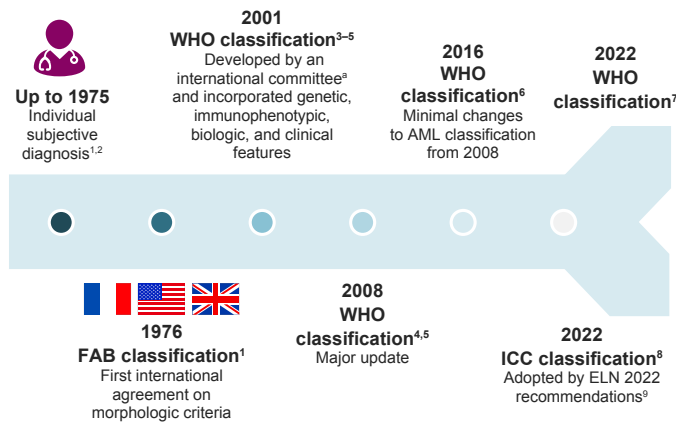 Up to 1975
Individual
subjective
diagnosis¹,²
1976
FAB classification¹
First international
agreement on
morphologic criteria
2001
WHO classification³⁻⁵
Developed by an
international committeeᵃ
and incorporated genetic,
immunophenotypic,
biologic, and clinical
features
2008
WHO
classification⁴,⁵
Major update
2016
WHO
classification⁶
Minimal changes
to AML classification
from 2008
2022
WHO
classification⁷
2022
ICC classification⁸
Adopted by ELN 2022
recommendations⁹